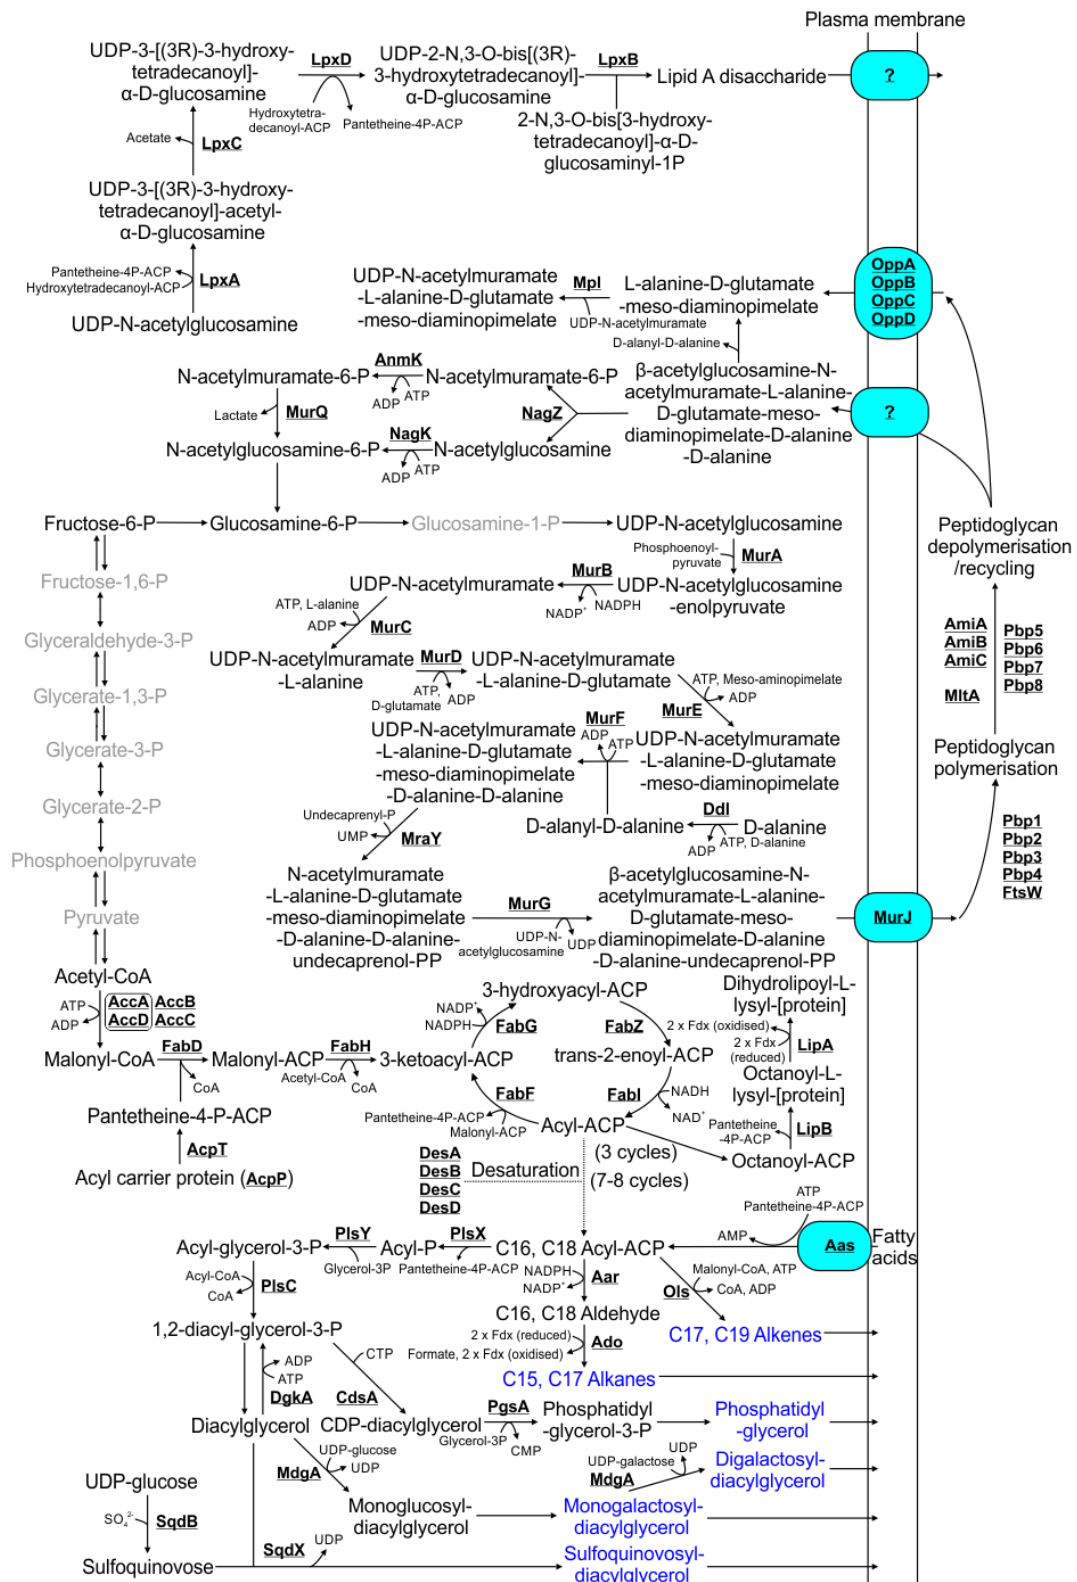 Plasma membrane
UDP-3-[(3R)-3-hydroxy-
tetradecanoyl]-
α-D-glucosamine
LpxD
Hydroxytetra-
decanoyl-ACP
Pantetheine-4P-ACP
UDP-2-N,3-O-bis[(3R)-
3-hydroxytetradecanoyl]-
α-D-glucosamine
LpxB
Lipid A disaccharide
?
2-N,3-O-bis[3-hydroxy-
tetradecanoyl]-α-D-
glucosaminyl-1P
Acetate
LpxC
UDP-3-[(3R)-3-hydroxy-
tetradecanoyl]-acetyl-
α-D-glucosamine
Pantetheine-4P-ACP
Hydroxytetradecanoyl-ACP
LpxA
UDP-N-acetylglucosamine
UDP-N-acetylmuramate
-L-alanine-D-glutamate
-meso-diaminopimelate
Mpl
UDP-N-acetylmuramate
L-alanine-D-glutamate
-meso-diaminopimelate
OppA
OppB
OppC
OppD
D-alanyl-D-alanine
N-acetylmuramate-6-P
AnmK
ADP
ATP
N-acetylmuramate-6-P
β-acetylglucosamine-N-
acetylmuramate-L-alanine-
D-glutamate-meso-
diaminopimelate-D-alanine
-D-alanine
?
Lactate
MurQ
NagZ
N-acetylglucosamine-6-P
NagK
ADP
ATP
N-acetylglucosamine
Fructose-6-P
Glucosamine-6-P
Glucosamine-1-P
UDP-N-acetylglucosamine
Peptidoglycan
depolymerisation
/recycling
Phosphoenoyl-
pyruvate
MurA
Fructose-1,6-P
UDP-N-acetylmuramate
MurB
NADP+
NADPH
UDP-N-acetylglucosamine
-enolpyruvate
ATP, L-alanine
ADP
MurC
Glyceraldehyde-3-P
AmiA
AmiB
AmiC
MltA
Pbp5
Pbp6
Pbp7
Pbp8
UDP-N-acetylmuramate
-L-alanine
MurD
ATP,
D-glutamate
ADP
UDP-N-acetylmuramate
-L-alanine-D-glutamate
ATP, Meso-aminopimelate
ADP
MurE
Glycerate-1,3-P
Glycerate-3-P
UDP-N-acetylmuramate
-L-alanine-D-glutamate
-meso-diaminopimelate
-D-alanine-D-alanine
MurF
ADP
ATP
UDP-N-acetylmuramate
-L-alanine-D-glutamate
-meso-diaminopimelate
Peptidoglycan
polymerisation
Glycerate-2-P
Undecaprenyl-P
UMP
MraY
D-alanyl-D-alanine
Ddl
ADP
ATP, D-alanine
D-alanine
Pbp1
Pbp2
Pbp3
Pbp4
FtsW
Phosphoenolpyruvate
Pyruvate
N-acetylmuramate
-L-alanine-D-glutamate
-meso-diaminopimelate
-D-alanine-D-alanine-
undecaprenol-PP
MurG
UDP-N-
acetylglucosamine
UDP
β-acetylglucosamine-N-
acetylmuramate-L-alanine-
D-glutamate-meso-
diaminopimelate-D-alanine
-D-alanine-undecaprenol-PP
MurJ
Acetyl-CoA
ATP
ADP
AccA
AccD
AccB
AccC
Malonyl-CoA
FabD
CoA
Malonyl-ACP
FabH
Acetyl-CoA
CoA
3-ketoacyl-ACP
NADP+
NADPH
FabG
3-hydroxyacyl-ACP
FabZ
trans-2-enoyl-ACP
FabI
NADH
NAD+
FabF
Pantetheine-4P-ACP
Malonyl-ACP
Acyl-ACP
Dihydrolipoyl-L-
lysyl-[protein]
2 x Fdx (oxidised)
2 x Fdx
(reduced)
LipA
Octanoyl-L-
lysyl-[protein]
Pantetheine
-4P-ACP
LipB
Octanoyl-ACP
Pantetheine-4-P-ACP
AcpT
Acyl carrier protein (AcpP)
DesA
DesB
DesC
DesD
Desaturation
(3 cycles)
(7-8 cycles)
ATP
Pantetheine-4P-ACP
AMP
Aas
Fatty
acids
Acyl-glycerol-3-P
PlsY
Glycerol-3P
Acyl-P
PlsX
Pantetheine-4P-ACP
C16, C18 Acyl-ACP
Acyl-CoA
CoA
PlsC
NADPH
NADP+
Aar
Malonyl-CoA, ATP
CoA, ADP
Ols
1,2-diacyl-glycerol-3-P
C16, C18 Aldehyde
C17, C19 Alkenes
2 x Fdx (reduced)
Formate, 2 x Fdx (oxidised)
Ado
C15, C17 Alkanes
ADP
ATP
DgkA
CTP
CdsA
Diacylglycerol
CDP-diacylglycerol
PgsA
Glycerol-3P
CMP
Phosphatidyl
-glycerol-3-P
Phosphatidyl
-glycerol
UDP-glucose
UDP
MdgA
UDP-galactose
UDP
MdgA
Digalactosyl-
diacylglycerol
UDP-glucose
SO42-
SqdB
Monoglucosyl-
diacylglycerol
Monogalactosyl-
diacylglycerol
Sulfoquinovose
SqdX
UDP
Sulfoquinovosyl-
diacylglycerol